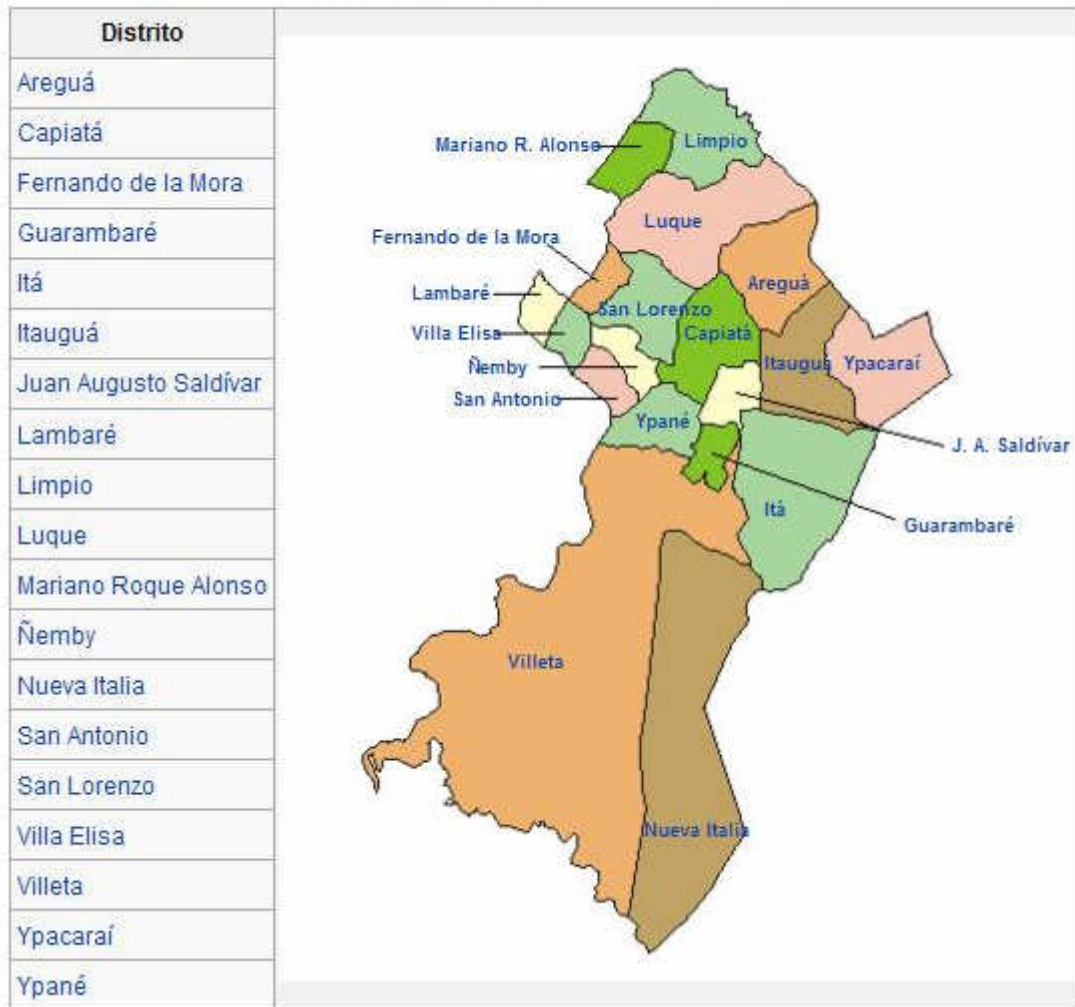 Distrito
Areguá
Capiatá
Fernando de la Mora
Guarambaré
Itá
Itauguá
Juan Augusto Saldívar
Lambaré
Limpio
Luque
Mariano Roque Alonso
Ñemby
Nueva Italia
San Antonio
San Lorenzo
Villa Elisa
Villeta
Ypacaraí
Ypané
Mariano R. Alonso
Limpio
Luque
Fernando de la Mora
Areguá
Lambaré
San Lorenzo
Villa Elisa
Capiatá
Ñemby
Itauguá
Ypacaraí
San Antonio
Ypané
J. A. Saldívar
Itá
Guarambaré
Villeta
Nueva Italia